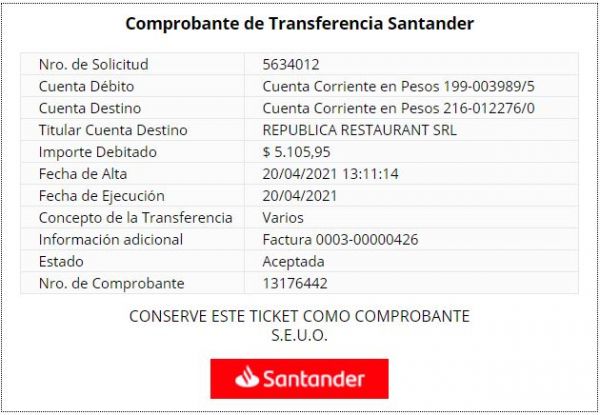 Comprobante de Transferencia Santander
Nro. de Solicitud 5634012
Cuenta Débito Cuenta Corriente en Pesos 199-003989/5
Cuenta Destino Cuenta Corriente en Pesos 216-012276/0
Titular Cuenta Destino REPUBLICA RESTAURANT SRL
Importe Debitado $ 5.105,95
Fecha de Alta 20/04/2021 13:11:14
Fecha de Ejecución 20/04/2021
Concepto de la Transferencia Varios
Información adicional Factura 0003-00000426
Estado Aceptada
Nro. de Comprobante 13176442
CONSERVE ESTE TICKET COMO COMPROBANTE
S.E.U.O.
Santander